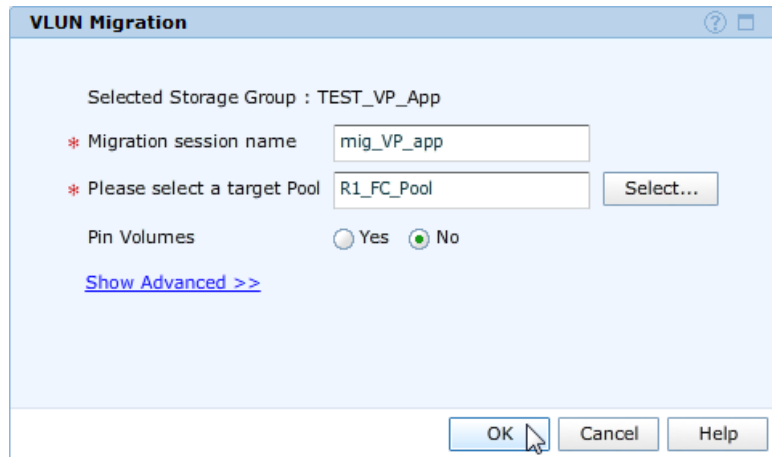 VLUN Migration
Selected Storage Group : TEST_VP_App
* Migration session name mig_VP_app
* Please select a target Pool R1_FC_Pool Select...
Pin Volumes Yes No
Show Advanced >>
OK Cancel Help